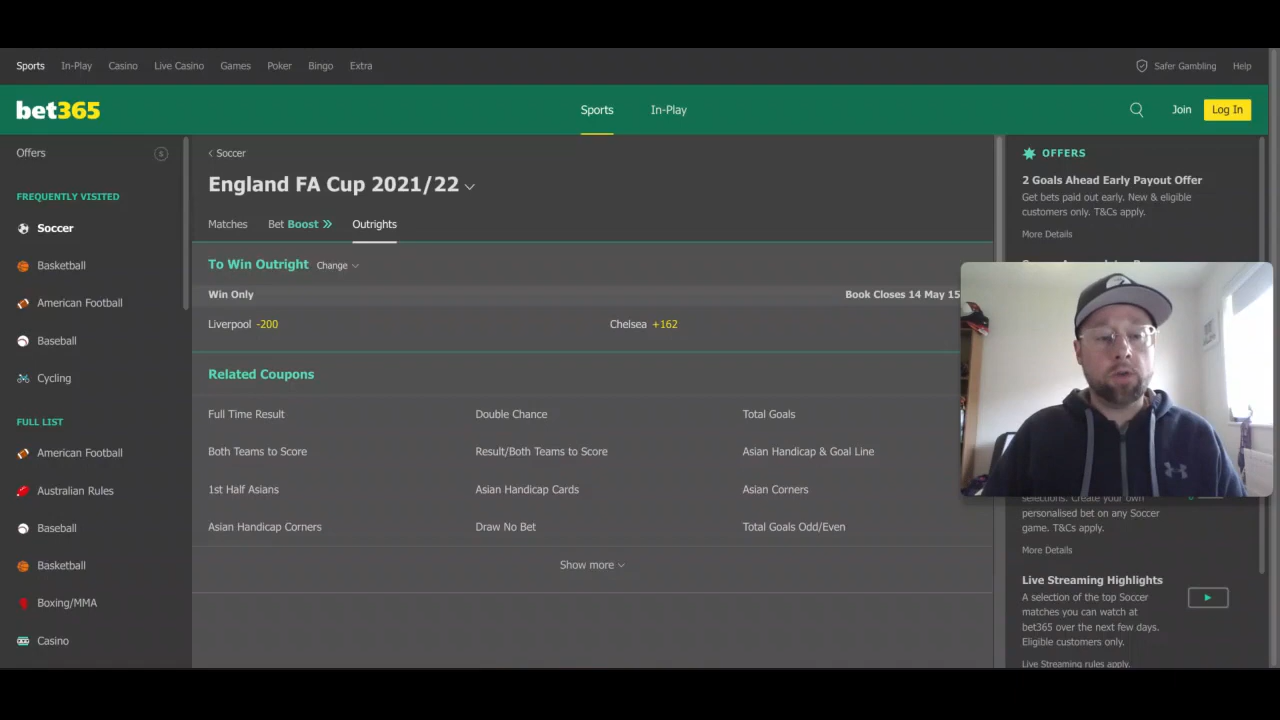 Sports In-Play Casino Live Casino Games Poker Bingo Extra Safer Gambling Help
bet365 Sports In-Play Join Log In
Offers S
FREQUENTLY VISITED
Soccer
Basketball
American Football
Baseball
Cycling
FULL LIST
American Football
Australian Rules
Baseball
Basketball
Boxing/MMA
Casino
< Soccer
England FA Cup 2021/22
Matches Bet Boost Outrights
To Win Outright Change
Win Only Book Closes 14 May 15
Liverpool -200 Chelsea +162
Related Coupons
Full Time Result Double Chance Total Goals
Both Teams to Score Result/Both Teams to Score Asian Handicap & Goal Line
1st Half Asians Asian Handicap Cards Asian Corners
Asian Handicap Corners Draw No Bet Total Goals Odd/Even
Show more
OFFERS
2 Goals Ahead Early Payout Offer
Get bets paid out early. New & eligible
customers only. T&Cs apply.
More Details
selections. Create your own
personalised bet on any Soccer
game. T&Cs apply.
More Details
Live Streaming Highlights
A selection of the top Soccer
matches you can watch at
bet365 over the next few days.
Eligible customers only.
Live Streaming rules apply.